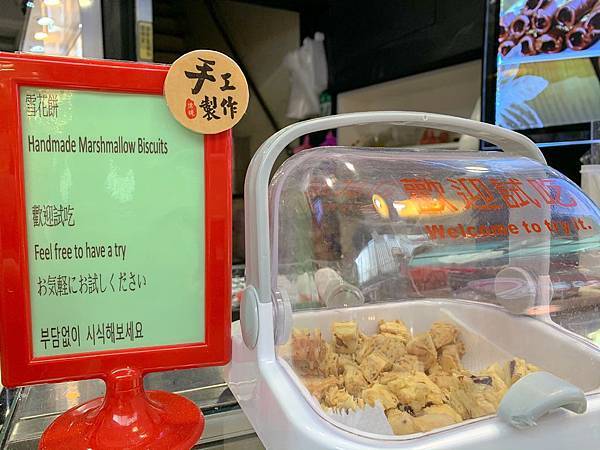 雪花餅
Handmade Marshmallow Biscuits
歡迎試吃
Feel free to have a try
お気軽にお試しください
부담없이 시식해보세요
手工
製作
歡迎試吃
Welcome to try it.